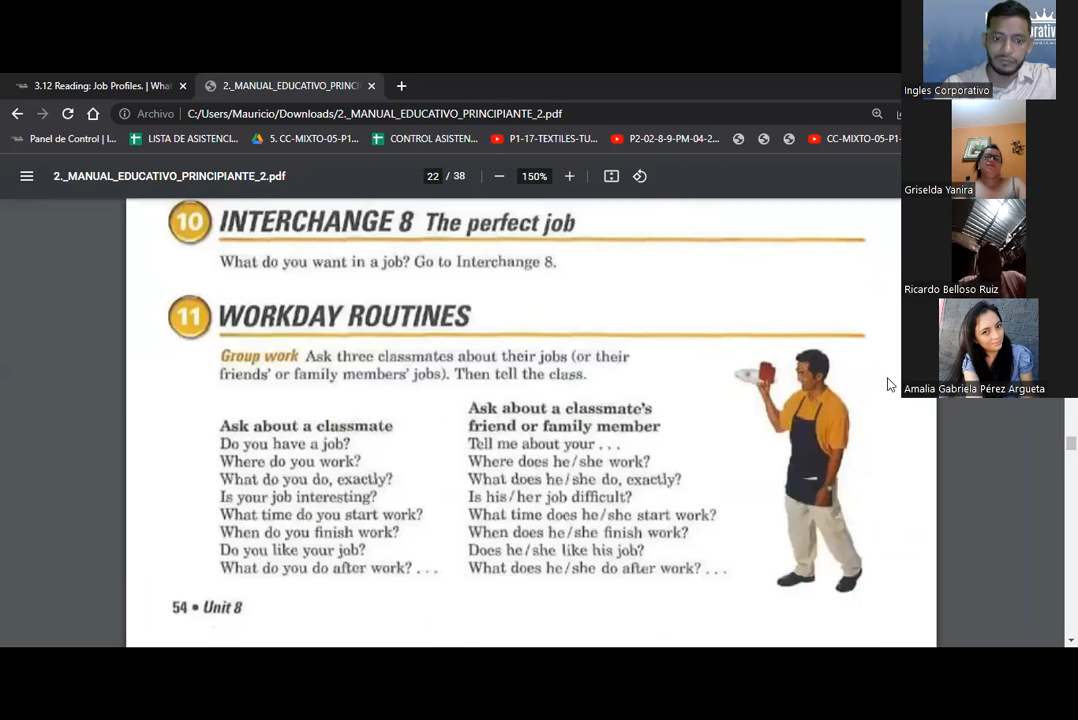 3.12 Reading: Job Profiles. | Wha
2._MANUAL_EDUCATIVO_PRINCIP
Archivo
C:/Users/Mauricio/Downloads/2._MANUAL_EDUCATIVO_PRINCIPIANTE_2.pdf
Panel de Control | I...
LISTA DE ASISTENCI...
5. CC-MIXTO-05-P1...
CONTROL ASISTEN...
P1-17-TEXTILES-TU...
P2-02-8-9-PM-04-2...
CC-MIXTO-05-P1
2._MANUAL_EDUCATIVO_PRINCIPIANTE_2.pdf
22 / 38
150%
10 INTERCHANGE 8 The perfect job
What do you want in a job? Go to Interchange 8.
11 WORKDAY ROUTINES
Group work Ask three classmates about their jobs (or their
friends' or family members' jobs). Then tell the class.
Ask about a classmate
Do you have a job?
Where do you work?
What do you do, exactly?
Is your job interesting?
What time do you start work?
When do you finish work?
Do you like your job?
What do you do after work? . . .
Ask about a classmate's
friend or family member
Tell me about your . . .
Where does he/she work?
What does he/she do, exactly?
Is his/her job difficult?
What time does he/she start work?
When does he/she finish work?
Does he/she like his job?
What does he/she do after work? . . .
54 • Unit 8
Ingles Corporativo
Griselda Yanira
Ricardo Belloso Ruiz
Amalia Gabriela Pérez Argueta